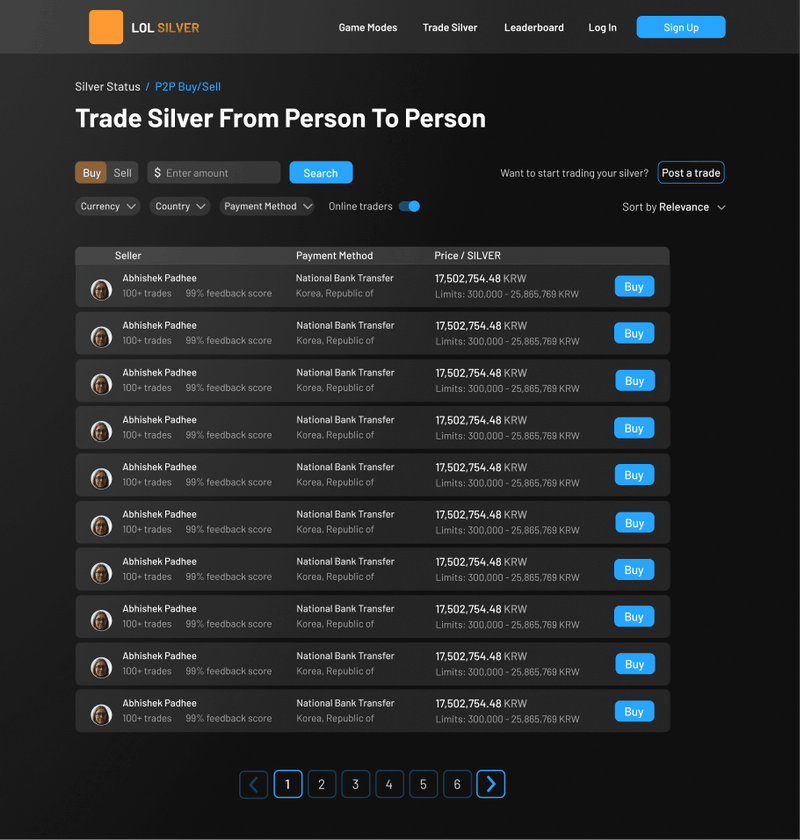 LOL SILVER
Game Modes
Trade Silver
Leaderboard
Log In
Sign Up
Silver Status / P2P Buy/Sell
Trade Silver From Person To Person
Buy
Sell
$ Enter amount
Search
Want to start trading your silver?
Post a trade
Currency
Country
Payment Method
Online traders
Sort by Relevance
Seller
Payment Method
Price / SILVER
Abhishek Padhee
100+ trades 99% feedback score
National Bank Transfer
Korea, Republic of
17,502,754.48 KRW
Limits: 300,000 - 25,865,769 KRW
Buy
Abhishek Padhee
100+ trades 99% feedback score
National Bank Transfer
Korea, Republic of
17,502,754.48 KRW
Limits: 300,000 - 25,865,769 KRW
Buy
Abhishek Padhee
100+ trades 99% feedback score
National Bank Transfer
Korea, Republic of
17,502,754.48 KRW
Limits: 300,000 - 25,865,769 KRW
Buy
Abhishek Padhee
100+ trades 99% feedback score
National Bank Transfer
Korea, Republic of
17,502,754.48 KRW
Limits: 300,000 - 25,865,769 KRW
Buy
Abhishek Padhee
100+ trades 99% feedback score
National Bank Transfer
Korea, Republic of
17,502,754.48 KRW
Limits: 300,000 - 25,865,769 KRW
Buy
Abhishek Padhee
100+ trades 99% feedback score
National Bank Transfer
Korea, Republic of
17,502,754.48 KRW
Limits: 300,000 - 25,865,769 KRW
Buy
Abhishek Padhee
100+ trades 99% feedback score
National Bank Transfer
Korea, Republic of
17,502,754.48 KRW
Limits: 300,000 - 25,865,769 KRW
Buy
Abhishek Padhee
100+ trades 99% feedback score
National Bank Transfer
Korea, Republic of
17,502,754.48 KRW
Limits: 300,000 - 25,865,769 KRW
Buy
Abhishek Padhee
100+ trades 99% feedback score
National Bank Transfer
Korea, Republic of
17,502,754.48 KRW
Limits: 300,000 - 25,865,769 KRW
Buy
Abhishek Padhee
100+ trades 99% feedback score
National Bank Transfer
Korea, Republic of
17,502,754.48 KRW
Limits: 300,000 - 25,865,769 KRW
Buy
1 2 3 4 5 6